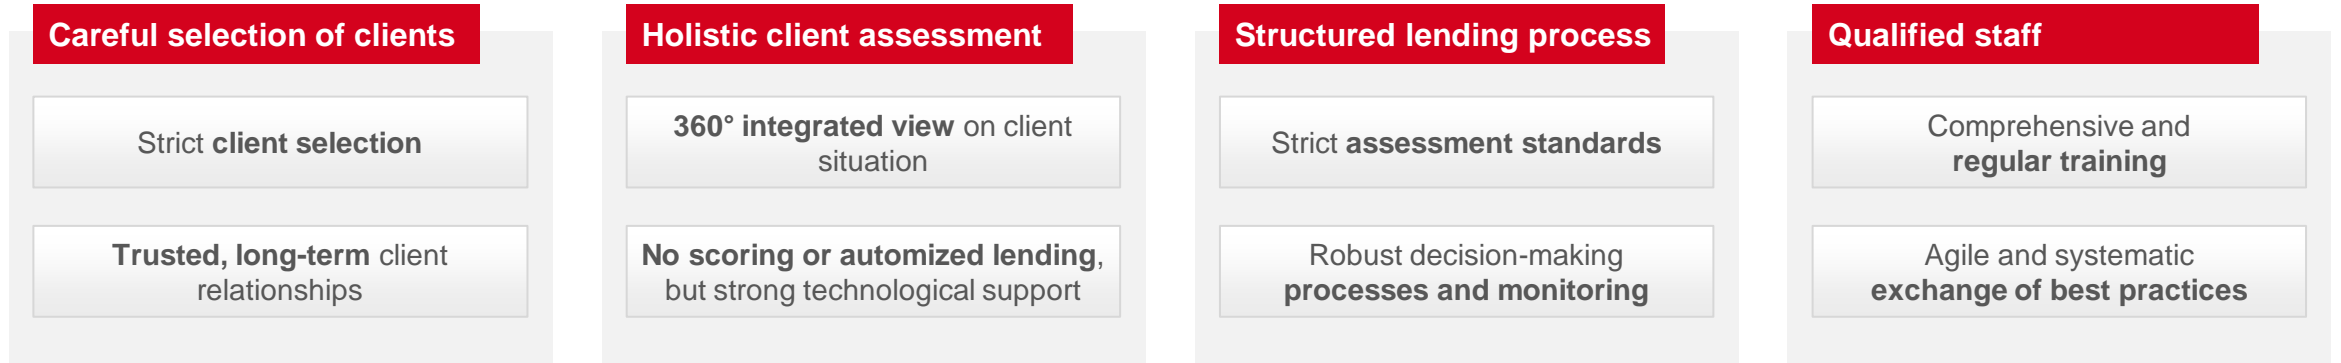 Careful selection of clients
Strict client selection
Trusted, long-term client
relationships
Holistic client assessment
360° integrated view on client
situation
No scoring or automized lending,
but strong technological support
Structured lending process
Strict assessment standards
Robust decision-making
processes and monitoring
Qualified staff
Comprehensive and
regular training
Agile and systematic
exchange of best practices